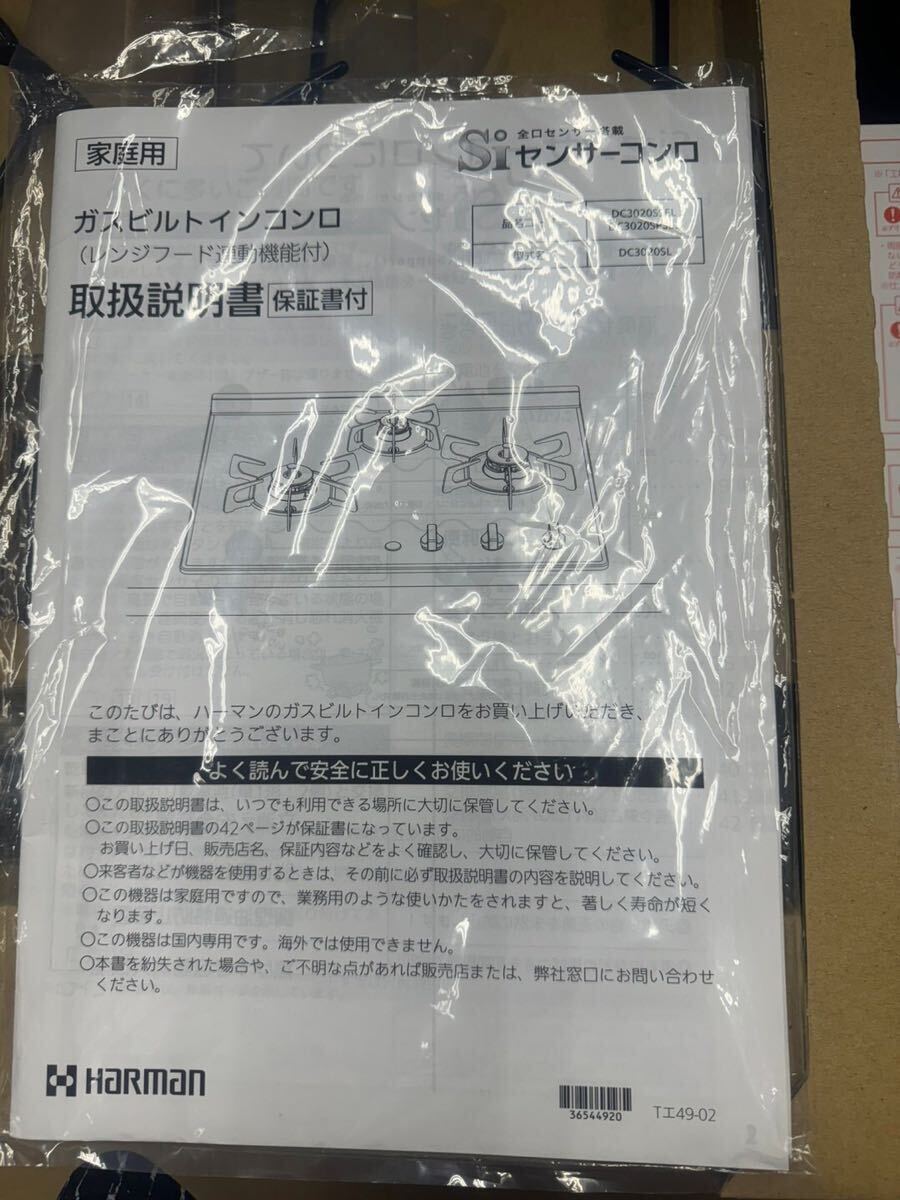 家庭用
Si 全口センサー搭載
センサーコンロ
ガスビルトインコンロ
(レンジフード連動機能付)
取扱説明書 保証書付
DC3020SL
このたびは、ハーマンのガスビルトインコンロをお買い上げいただき、
まことにありがとうございます。
よく読んで安全に正しくお使いください
○この取扱説明書は、いつでも利用できる場所に大切に保管してください。
○この取扱説明書の42ページが保証書になっています。
お買い上げ日、販売店名、保証内容などをよく確認し、大切に保管してください。
○来客者などが機器を使用するときは、その前に必ず取扱説明書の内容を説明してください。
○この機器は家庭用ですので、業務用のような使いかたをされますと、著しく寿命が短く
なります。
○この機器は国内専用です。海外では使用できません。
○本書を紛失された場合や、ご不明な点があれば販売店または、弊社窓口にお問い合わせ
ください。
HARMAN
36544920
Tエ49-02